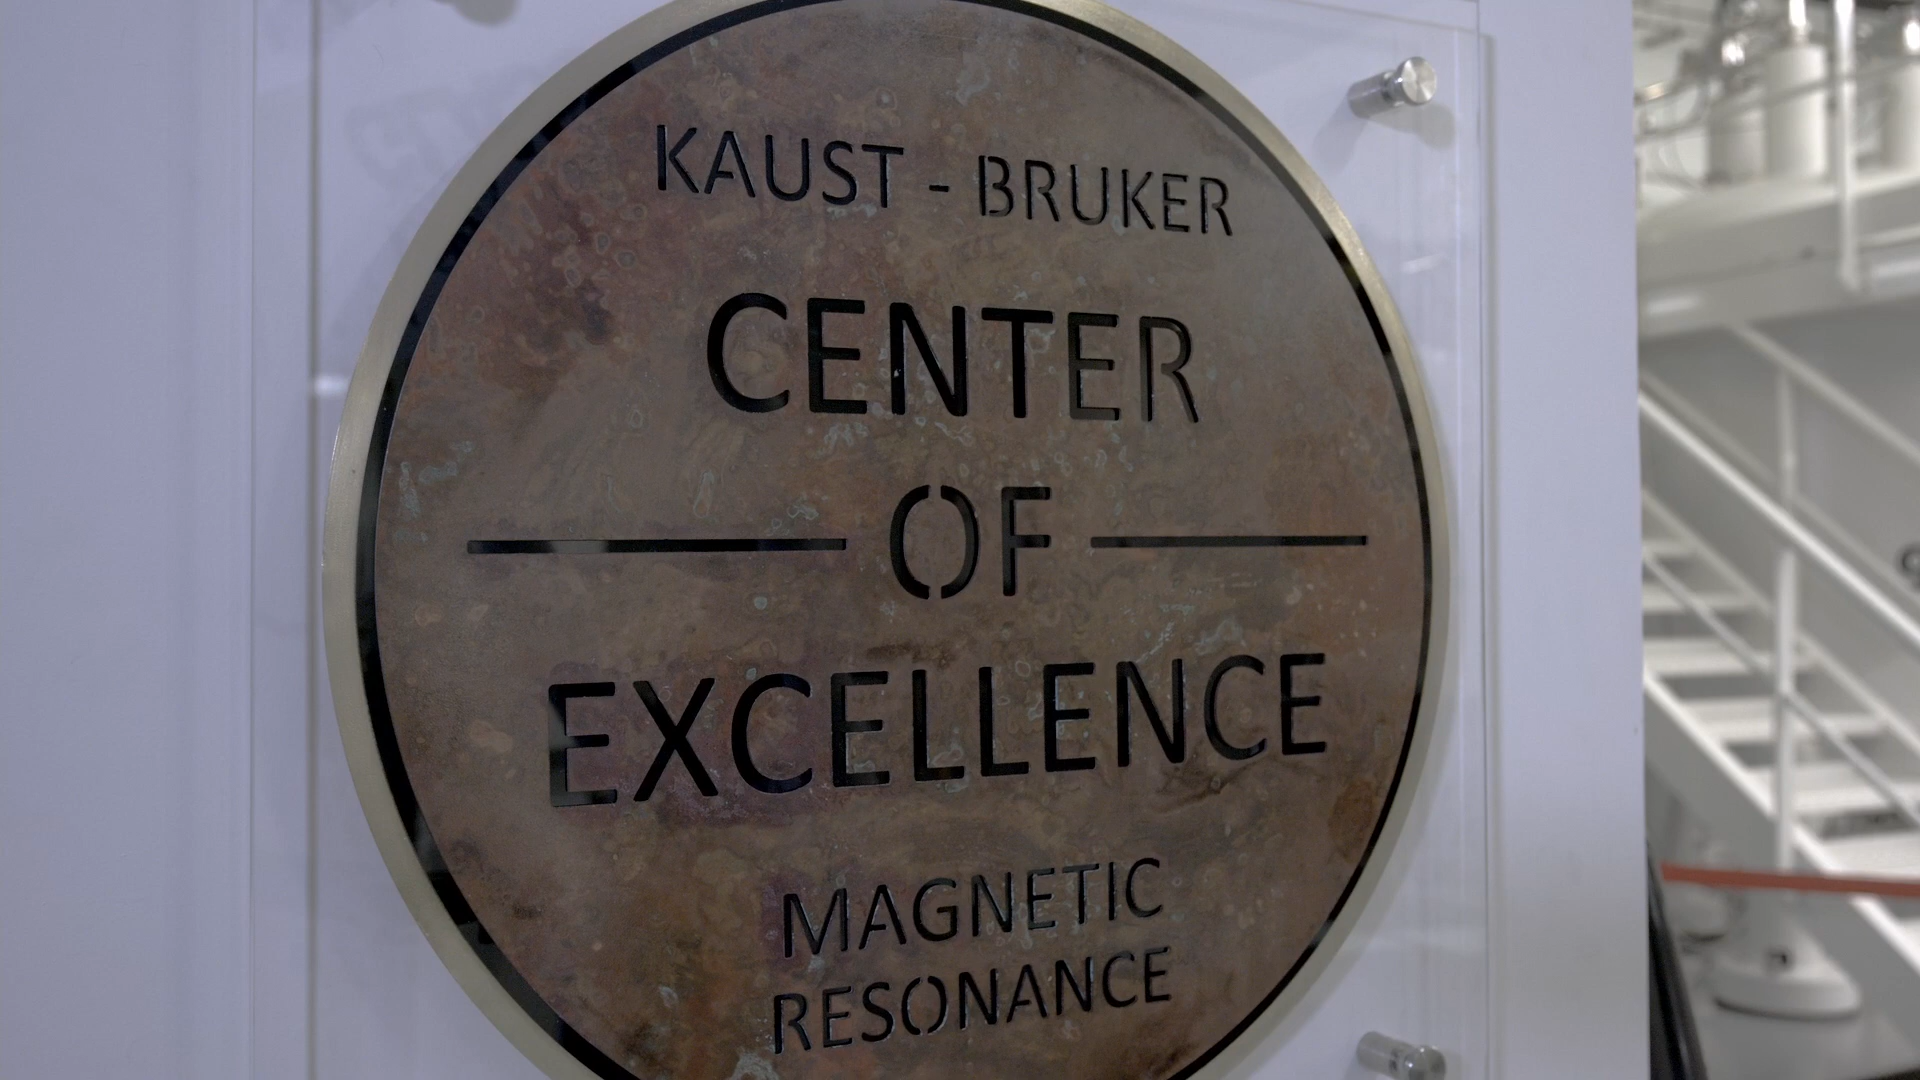 KAUST - BRUKER
CENTER
OF
EXCELLENCE
MAGNETIC
RESONANCE